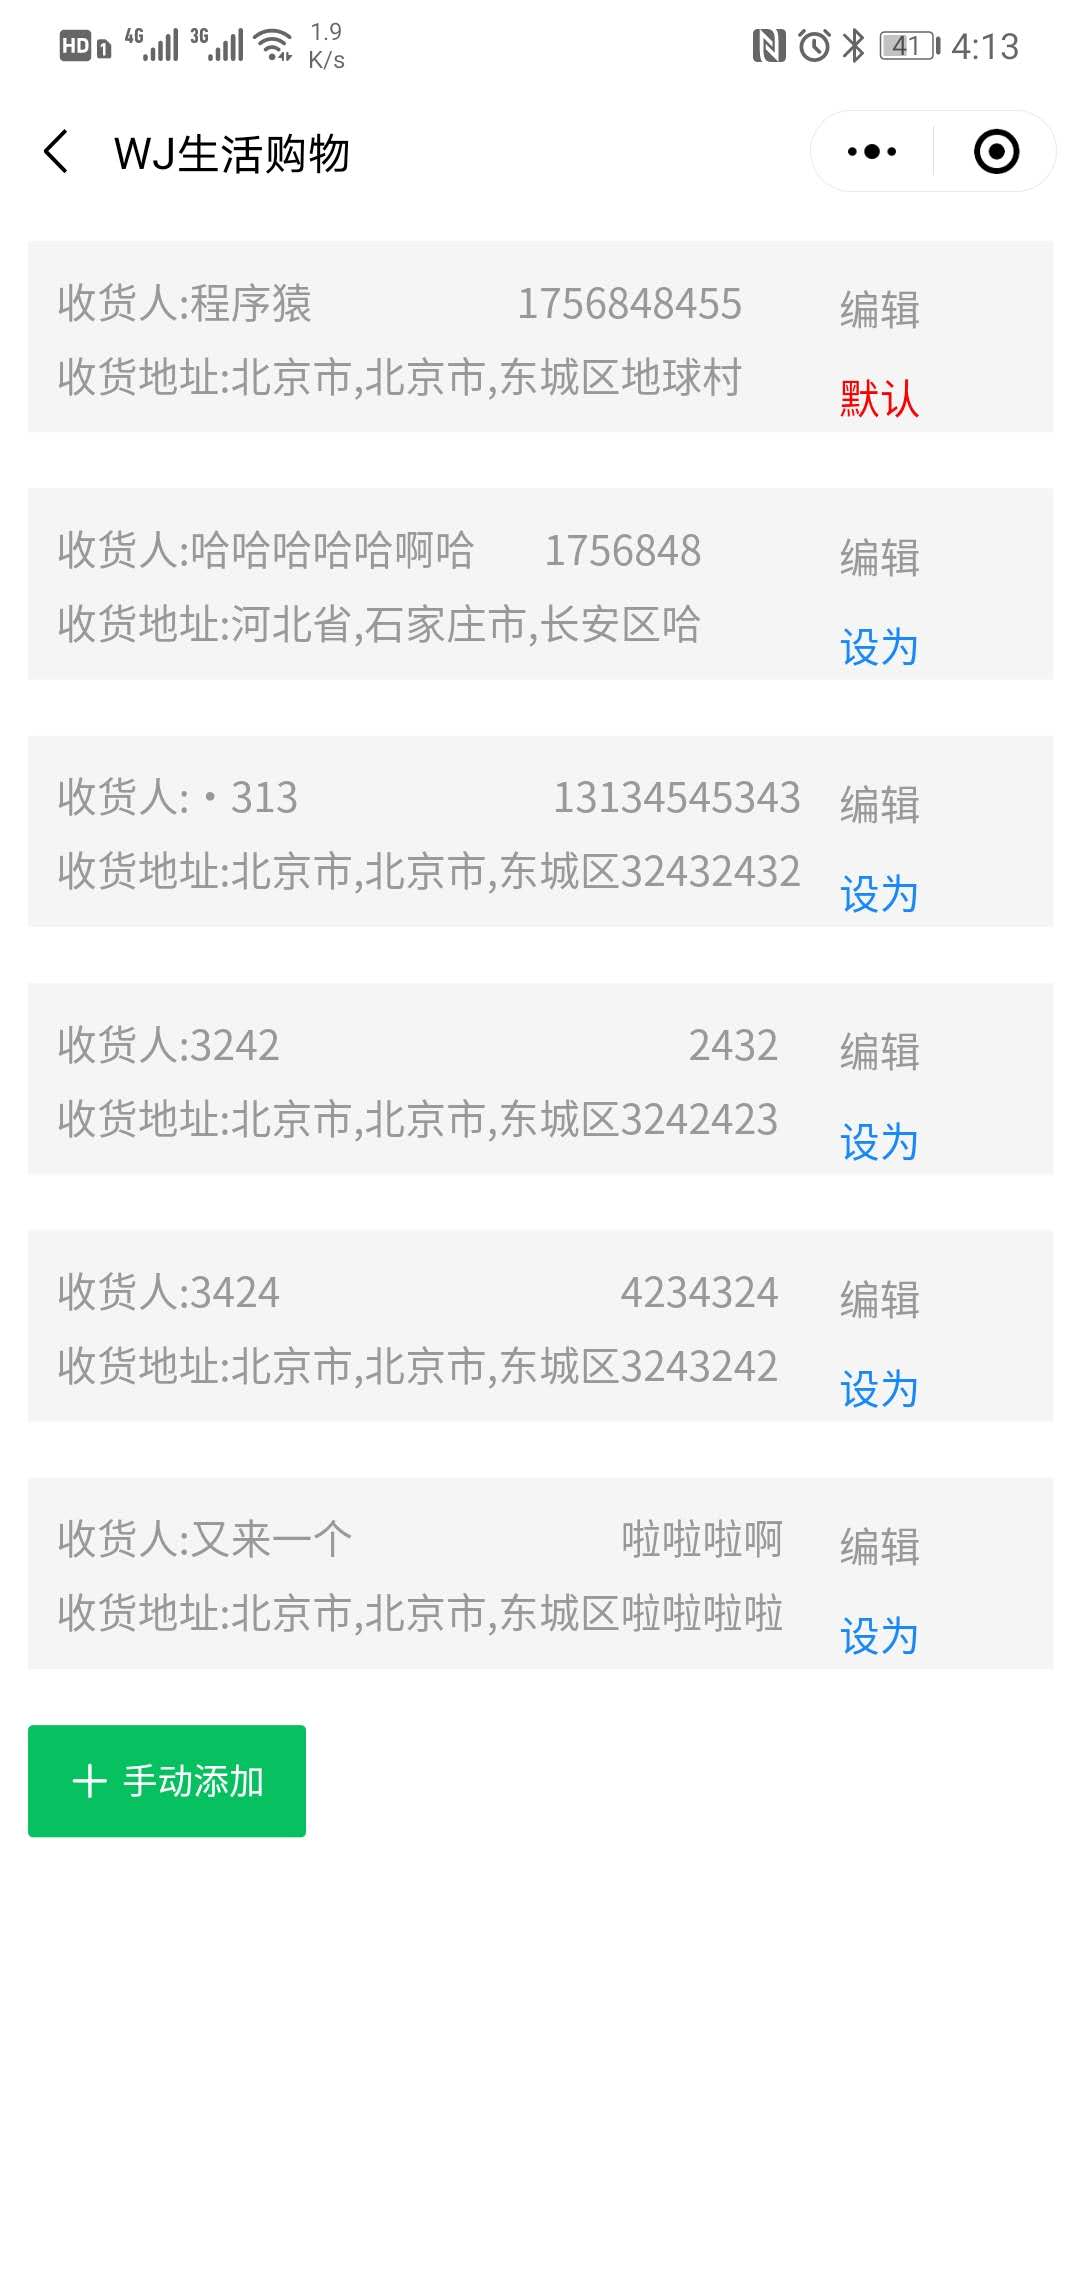 HD 1 4G 3G 1.9 K/s 41 4:13
WJ生活购物
收货人:程序猿 1756848455 编辑
收货地址:北京市,北京市,东城区地球村 默认
收货人:哈哈哈哈哈啊哈 1756848 编辑
收货地址:河北省,石家庄市,长安区哈 设为
收货人:·313 13134545343 编辑
收货地址:北京市,北京市,东城区32432432 设为
收货人:3242 2432 编辑
收货地址:北京市,北京市,东城区3242423 设为
收货人:3424 4234324 编辑
收货地址:北京市,北京市,东城区3243242 设为
收货人:又来一个 啦啦啦啊 编辑
收货地址:北京市,北京市,东城区啦啦啦啦 设为
+ 手动添加